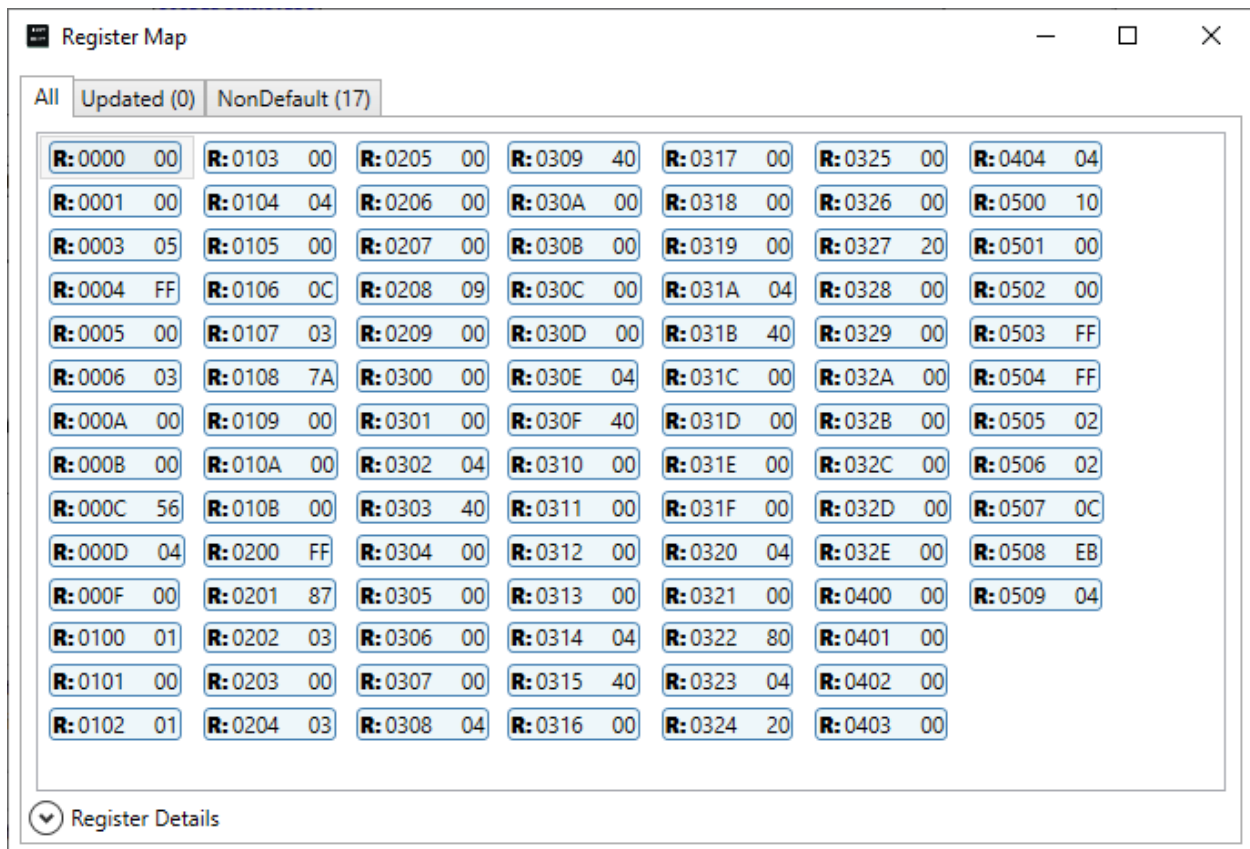 Register Map
All Updated (0) NonDefault (17)
R: 0000 00 R: 0103 00 R: 0205 00 R: 0309 40 R: 0317 00 R: 0325 00 R: 0404 04
R: 0001 00 R: 0104 04 R: 0206 00 R: 030A 00 R: 0318 00 R: 0326 00 R: 0500 10
R: 0003 05 R: 0105 00 R: 0207 00 R: 030B 00 R: 0319 00 R: 0327 20 R: 0501 00
R: 0004 FF R: 0106 0C R: 0208 09 R: 030C 00 R: 031A 04 R: 0328 00 R: 0502 00
R: 0005 00 R: 0107 03 R: 0209 00 R: 030D 00 R: 031B 40 R: 0329 00 R: 0503 FF
R: 0006 03 R: 0108 7A R: 0300 00 R: 030E 04 R: 031C 00 R: 032A 00 R: 0504 FF
R: 000A 00 R: 0109 00 R: 0301 00 R: 030F 40 R: 031D 00 R: 032B 00 R: 0505 02
R: 000B 00 R: 010A 00 R: 0302 04 R: 0310 00 R: 031E 00 R: 032C 00 R: 0506 02
R: 000C 56 R: 010B 00 R: 0303 40 R: 0311 00 R: 031F 00 R: 032D 00 R: 0507 0C
R: 000D 04 R: 0200 FF R: 0304 00 R: 0312 00 R: 0320 04 R: 032E 00 R: 0508 EB
R: 000F 00 R: 0201 87 R: 0305 00 R: 0313 00 R: 0321 00 R: 0400 00 R: 0509 04
R: 0100 01 R: 0202 03 R: 0306 00 R: 0314 04 R: 0322 80 R: 0401 00
R: 0101 00 R: 0203 00 R: 0307 00 R: 0315 40 R: 0323 04 R: 0402 00
R: 0102 01 R: 0204 03 R: 0308 04 R: 0316 00 R: 0324 20 R: 0403 00
Register Details